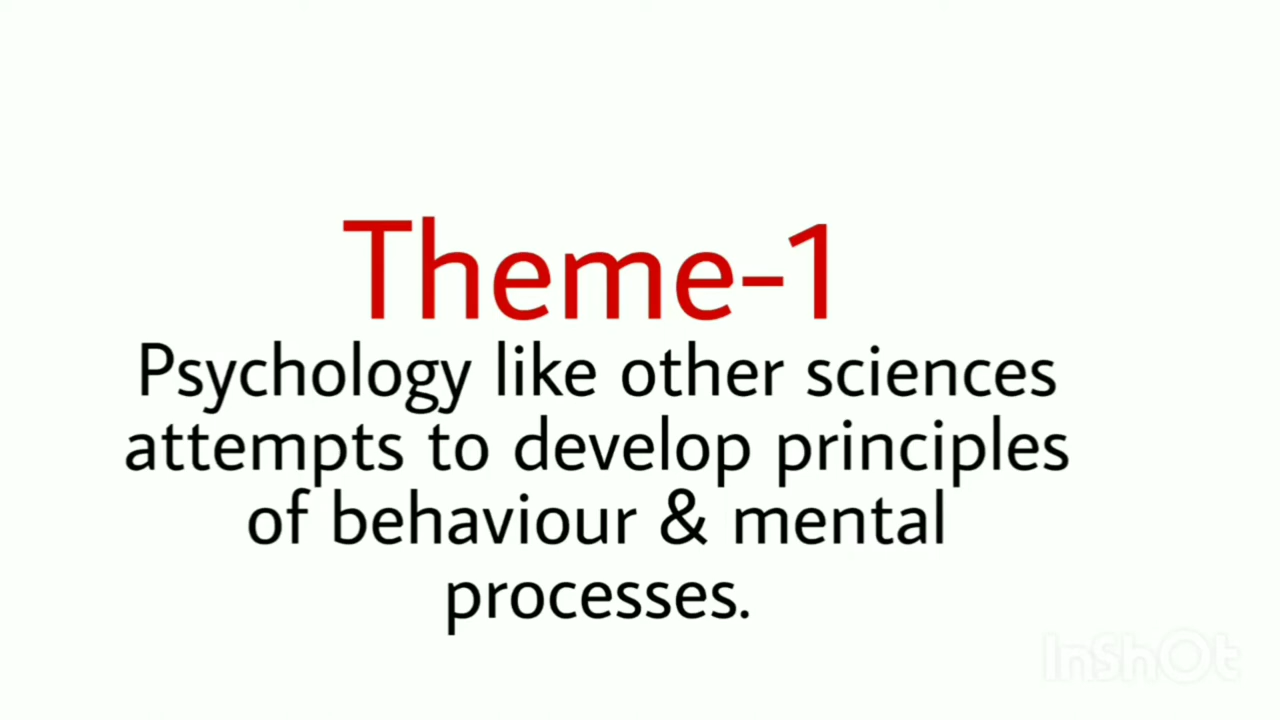 Theme-1
Psychology like other sciences
attempts to develop principles
of behaviour & mental
processes.
InShOt